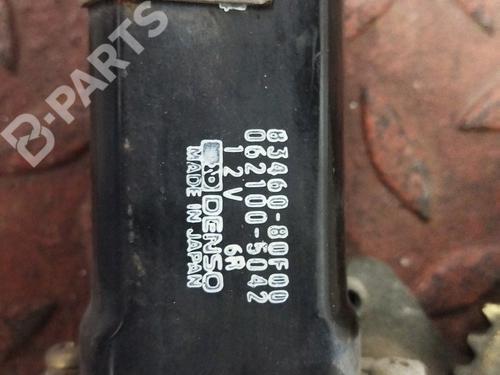 83460-80F00
062100-5042
12V 6R
DENSO
MADE IN JAPAN
B-PARTS